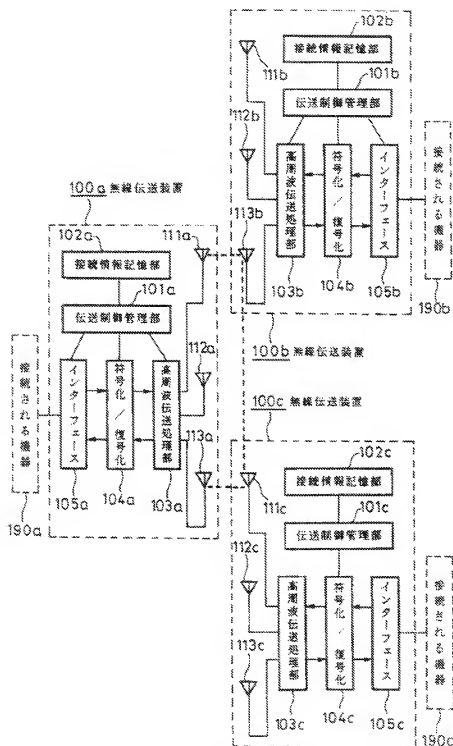 100a 無線伝送装置
102a
接続情報記憶部
101a
伝送制御管理部
インターフェース
符号化／復号化
高周波伝送処理部
105a
104a
103a
111a
112a
113a
接続される機器
190a
102b
接続情報記憶部
101b
伝送制御管理部
111b
112b
113b
高周波伝送処理部
符号化／復号化
インターフェース
103b
104b
105b
接続される機器
190b
100b 無線伝送装置
100c 無線伝送装置
102c
接続情報記憶部
101c
伝送制御管理部
111c
112c
113c
高周波伝送処理部
符号化／復号化
インターフェース
103c
104c
105c
接続される機器
190c